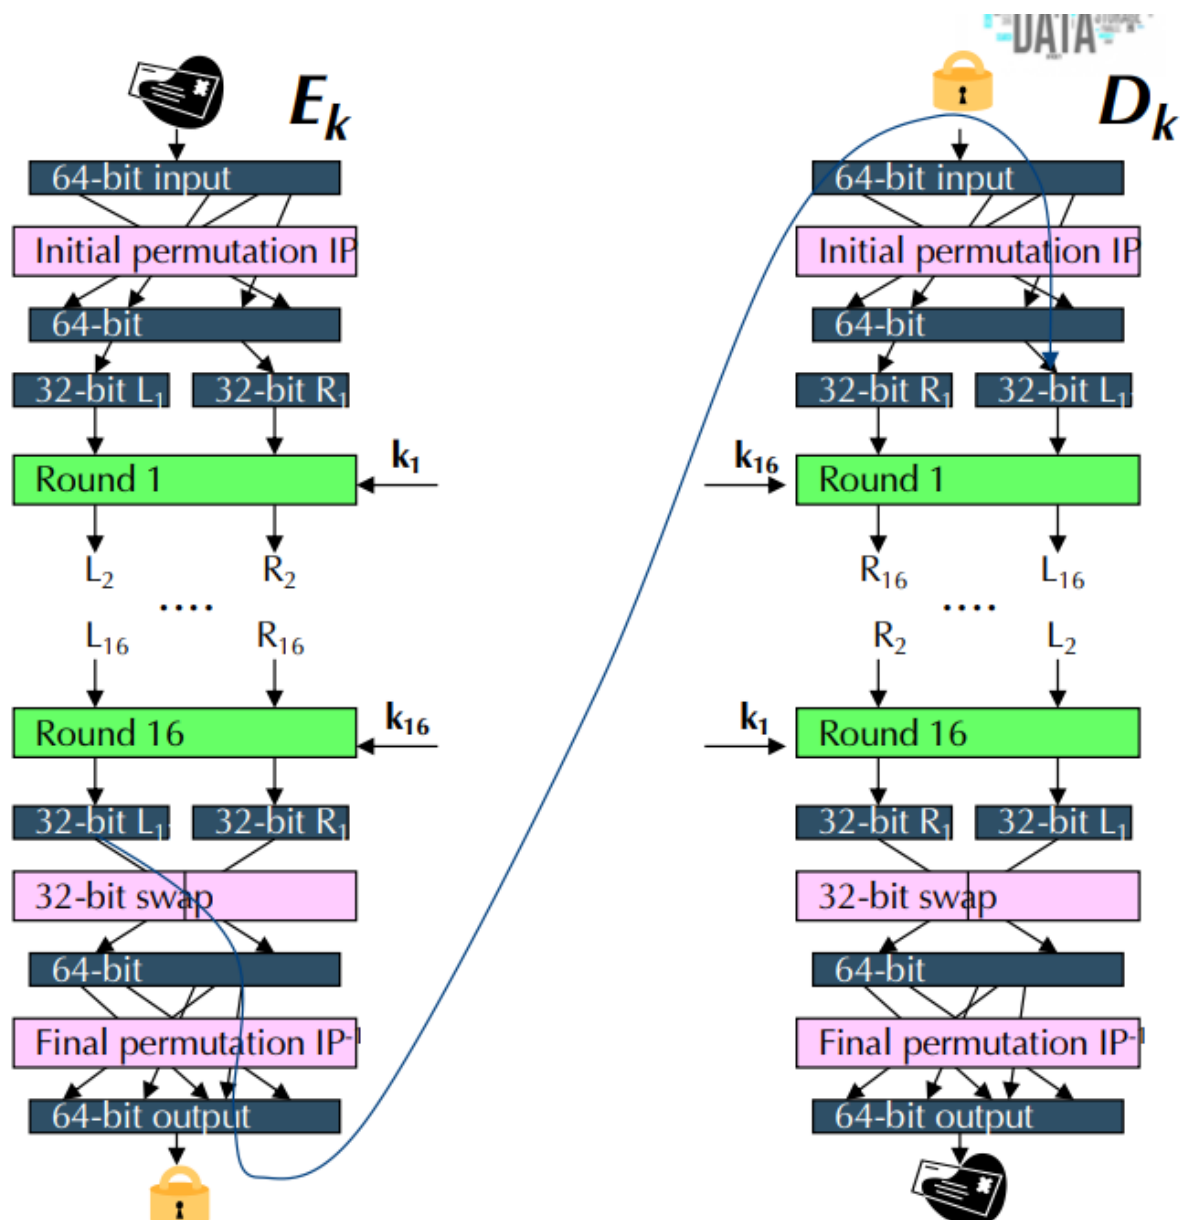 DATA
E_k
64-bit input
Initial permutation IP
64-bit
32-bit L₁ 32-bit R₁
k₁
Round 1
L₂ R₂
....
L₁₆ R₁₆
k₁₆
Round 16
32-bit L₁ 32-bit R₁
32-bit swap
64-bit
Final permutation IP⁻¹
64-bit output
D_k
64-bit input
Initial permutation IP
64-bit
32-bit R₁ 32-bit L₁
k₁₆
Round 1
R₁₆ L₁₆
....
R₂ L₂
k₁
Round 16
32-bit R₁ 32-bit L₁
32-bit swap
64-bit
Final permutation IP⁻¹
64-bit output